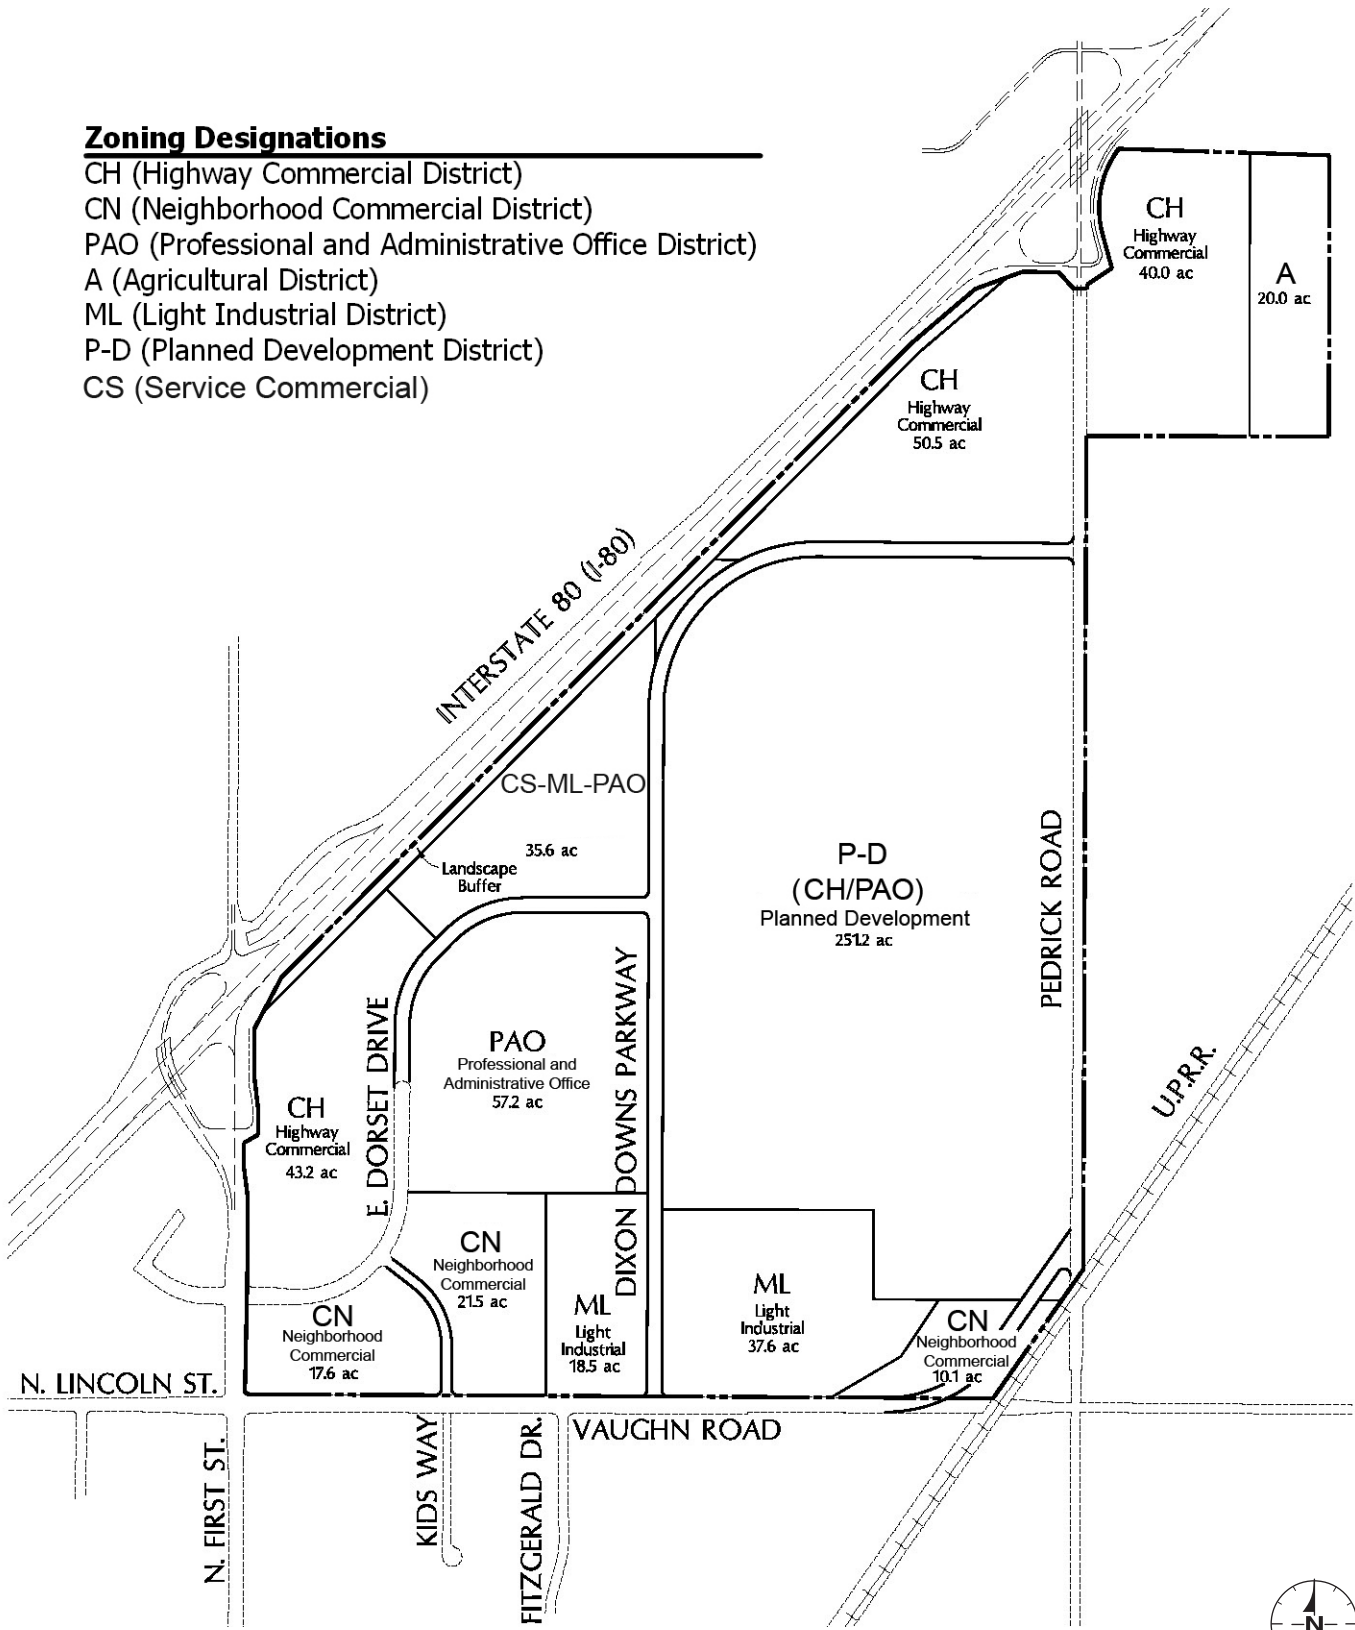 Zoning Designations
CH (Highway Commercial District)
CN (Neighborhood Commercial District)
PAO (Professional and Administrative Office District)
A (Agricultural District)
ML (Light Industrial District)
P-D (Planned Development District)
CS (Service Commercial)
CH
Highway
Commercial
40.0 ac
A
20.0 ac
CH
Highway
Commercial
50.5 ac
INTERSTATE 80 (I-80)
CS-ML-PAO
35.6 ac
Landscape
Buffer
P-D
(CH/PAO)
Planned Development
251.2 ac
PEDRICK ROAD
U.P.R.R.
DIXON DOWNS PARKWAY
E. DORSET DRIVE
PAO
Professional and
Administrative Office
57.2 ac
CH
Highway
Commercial
43.2 ac
CN
Neighborhood
Commercial
21.5 ac
CN
Neighborhood
Commercial
17.6 ac
ML
Light
Industrial
18.5 ac
ML
Light
Industrial
37.6 ac
CN
Neighborhood
Commercial
10.1 ac
N. LINCOLN ST.
VAUGHN ROAD
N. FIRST ST.
KIDS WAY
FITZGERALD DR.
N